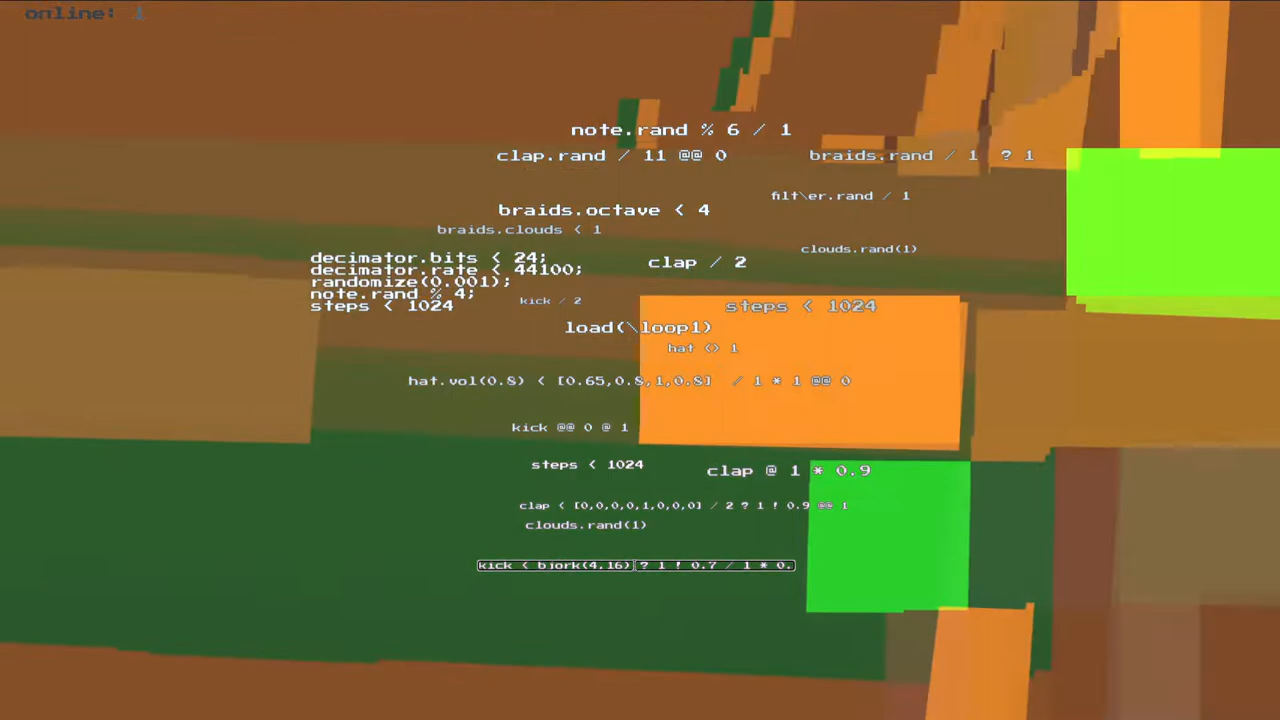 online: 4
note.rand % 6 / 1
clap.rand / 11 @@ 0
braids.rand / 1 ? 1
filt\er.rand / 1
braids.octave < 4
braids.clouds < 1
clouds.rand(1)
decimator.bits < 24;
decimator.rate < 44100;
randomize(0.001);
note.rand % 4;
steps < 1024
clap / 2
kick / 2
steps < 1024
load(\loop1)
hat <> 1
hat.vol(0.8) < [0.65,0.8,1,0.8] / 1 * 1 @@ 0
kick @@ 0 @ 1
steps < 1024
clap @ 1 * 0.9
clap < [0,0,0,0,1,0,0,0] / 2 ? 1 ! 0.9 @@ 1
clouds.rand(1)
kick < bjork(4,16) ? 1 ! 0.7 / 1 * 0.